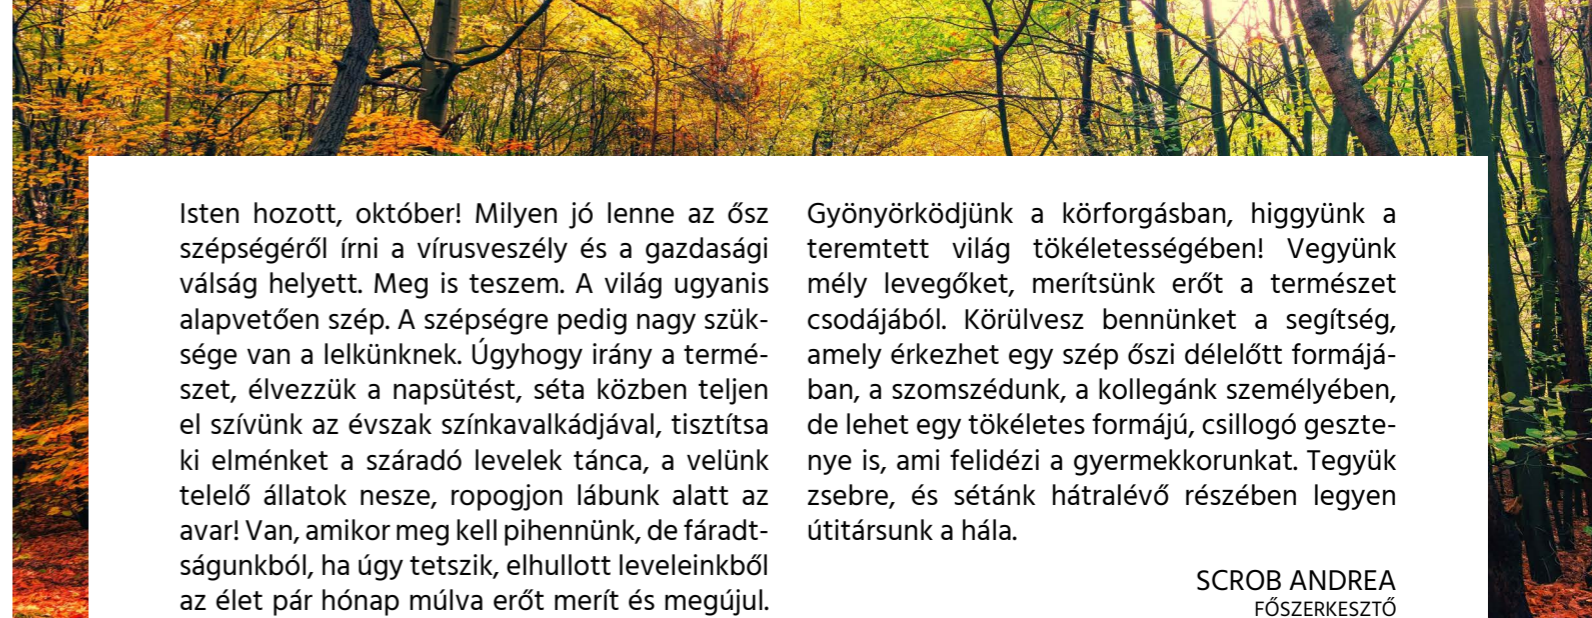 Isten hozott, október! Milyen jó lenne az ősz
szépségéről írni a vírusveszély és a gazdasági
válság helyett. Meg is teszem. A világ ugyanis
alapvetően szép. A szépségre pedig nagy szük-
sége van a lelkünknek. Úgyhogy irány a termé-
szet, élvezzük a napsütést, séta közben teljen
el szívünk az évszak színkavalkádjával, tisztítsa
ki elménket a száradó levelek tánca, a velünk
telelő állatok nesze, ropogjon lábunk alatt az
avar! Van, amikor meg kell pihennünk, de fáradt-
ságunkból, ha úgy tetszik, elhullott leveleinkből
az élet pár hónap múlva erőt merít és megújul.
Gyönyörködjünk a körforgásban, higgyünk a
teremtett világ tökéletességében! Vegyünk
mély levegőket, merítsünk erőt a természet
csodájából. Körülvesz bennünket a segítség,
amely érkezhet egy szép őszi délelőtt formájá-
ban, a szomszédunk, a kollegánk személyében,
de lehet egy tökéletes formájú, csillogó geszte-
nye is, ami felidézi a gyermekkorunkat. Tegyük
zsebre, és sétánk hátralévő részében legyen
útitársunk a hála.
SCROB ANDREA
FŐSZERKESZTŐ